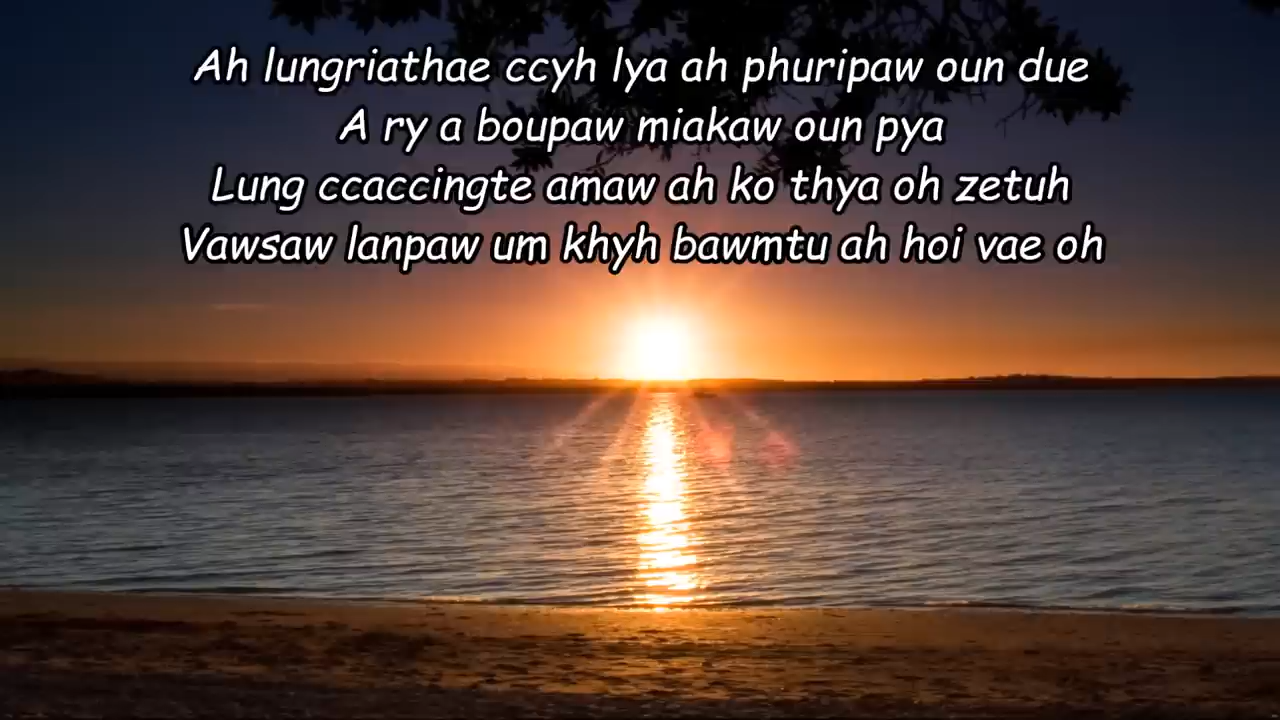 Ah lungriathae ccyh lya ah phuripaw oun due
A ry a boupaw miakaw oun pya
Lung ccaccingte amaw ah ko thya oh zetuh
Vawsaw lanpaw um khyh bawmtu ah hoi vae oh